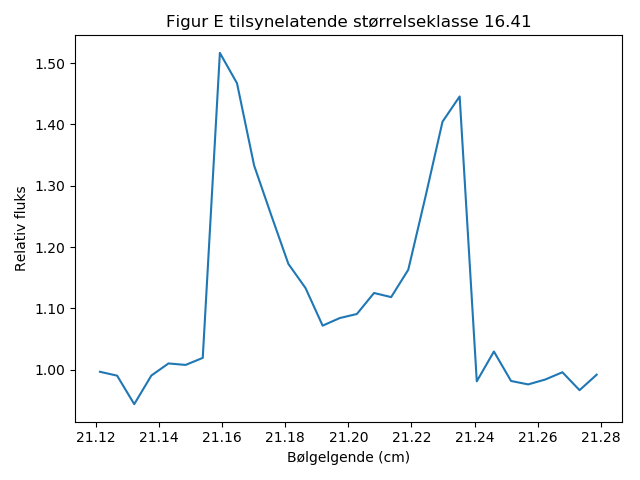 Figur E tilsynelatende størrelseklasse 16.41
Relativ fluks
1.50
1.40
1.30
1.20
1.10
1.00
21.12 21.14 21.16 21.18 21.20 21.22 21.24 21.26 21.28
Bølgelgende (cm)